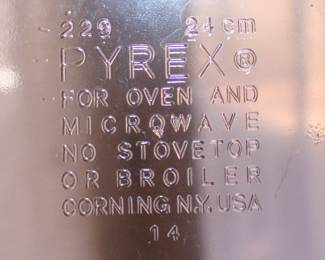 229 24 cm
PYREX®
FOR OVEN AND
MICROWAVE
NO STOVETOP
OR BROILER
CORNING N.Y. USA
14